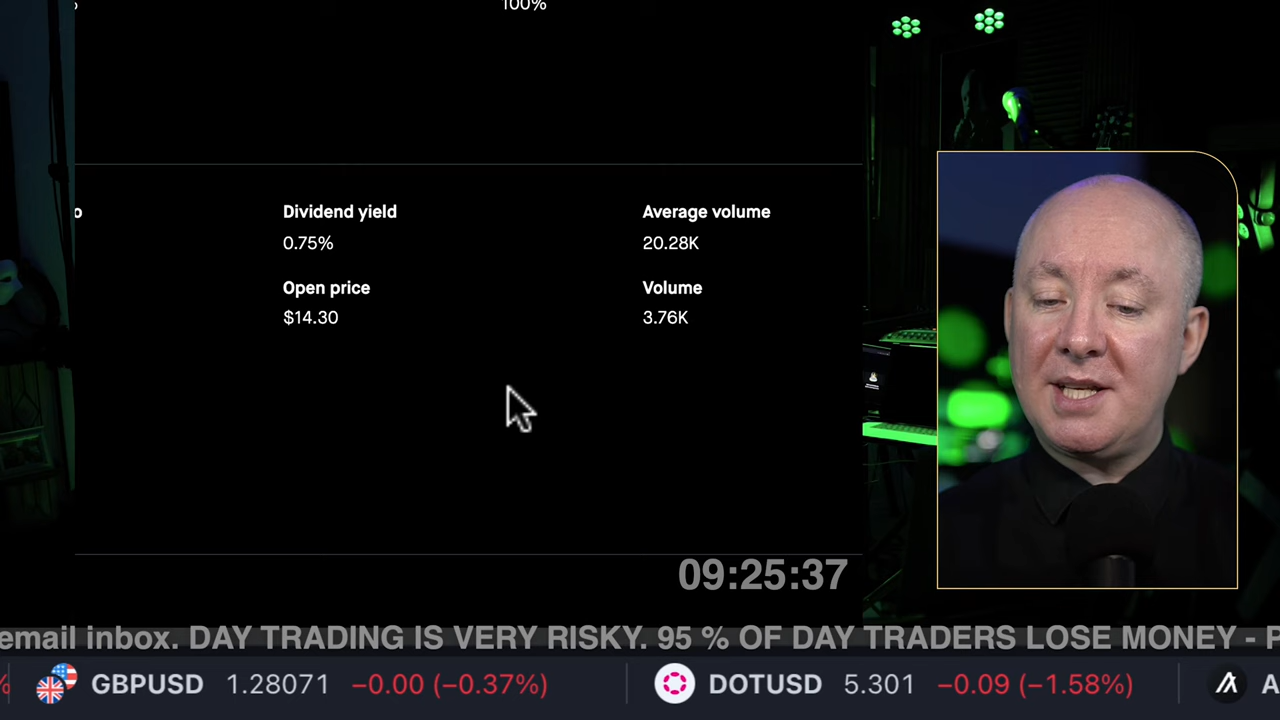 100%
Dividend yield
Average volume
0.75%
20.28K
Open price
Volume
$14.30
3.76K
09:25:37
email inbox. DAY TRADING IS VERY RISKY. 95 % OF DAY TRADERS LOSE MONEY -
GBPUSD 1.28071 −0.00 (−0.37%) DOTUSD 5.301 −0.09 (−1.58%)